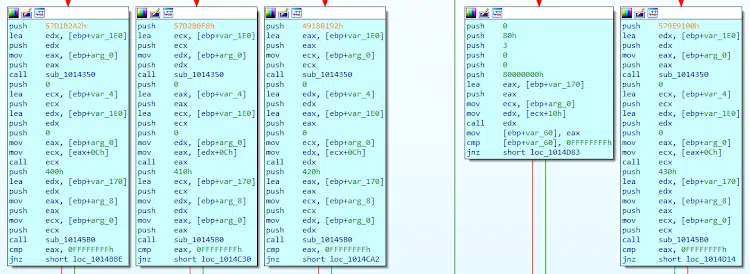 push 57D1B2A2h
lea edx, [ebp+var_1E0]
push edx
mov eax, [ebp+arg_0]
push eax
call sub_1014350
push 0
lea ecx, [ebp+var_4]
push ecx
lea edx, [ebp+var_1E0]
push edx
push 0
mov eax, [ebp+arg_0]
mov ecx, [eax+0Ch]
call ecx
push 400h
lea edx, [ebp+var_170]
push edx
mov eax, [ebp+arg_8]
push eax
mov ecx, [ebp+arg_0]
push ecx
call sub_10145B0
cmp eax, 0FFFFFFFFh
jnz short loc_1014BBE
push 57D2B0F8h
lea ecx, [ebp+var_1E0]
push ecx
mov edx, [ebp+arg_0]
push edx
call sub_1014350
push 0
lea eax, [ebp+var_4]
push eax
lea ecx, [ebp+var_1E0]
push ecx
push 0
mov edx, [ebp+arg_0]
mov eax, [edx+0Ch]
call eax
push 410h
lea ecx, [ebp+var_170]
push ecx
mov edx, [ebp+arg_8]
push edx
mov eax, [ebp+arg_0]
push eax
call sub_10145B0
cmp eax, 0FFFFFFFFh
jnz short loc_1014C30
push 49180192h
lea eax, [ebp+var_1E0]
push eax
mov ecx, [ebp+arg_0]
push ecx
call sub_1014350
push 0
lea edx, [ebp+var_4]
push edx
lea eax, [ebp+var_1E0]
push eax
push 0
mov ecx, [ebp+arg_0]
mov edx, [ecx+0Ch]
call edx
push 420h
lea eax, [ebp+var_170]
push eax
mov ecx, [ebp+arg_8]
push ecx
mov edx, [ebp+arg_0]
push edx
call sub_10145B0
cmp eax, 0FFFFFFFFh
jnz short loc_1014CA2
push 0
push 80h
push 3
push 0
push 0
push 80000000h
lea eax, [ebp+var_170]
push eax
mov ecx, [ebp+arg_0]
mov edx, [ecx+10h]
call edx
mov [ebp+var_60], eax
cmp [ebp+var_60], 0FFFFFFFFh
jnz short loc_1014D83
push 579E9100h
lea edx, [ebp+var_1E0]
push edx
mov eax, [ebp+arg_0]
push eax
call sub_1014350
push 0
lea ecx, [ebp+var_4]
push ecx
lea edx, [ebp+var_1E0]
push edx
push 0
mov eax, [ebp+arg_0]
mov ecx, [eax+0Ch]
call ecx
push 430h
lea edx, [ebp+var_170]
push edx
mov eax, [ebp+arg_8]
push eax
mov ecx, [ebp+arg_0]
push ecx
call sub_10145B0
cmp eax, 0FFFFFFFFh
jnz short loc_1014D14